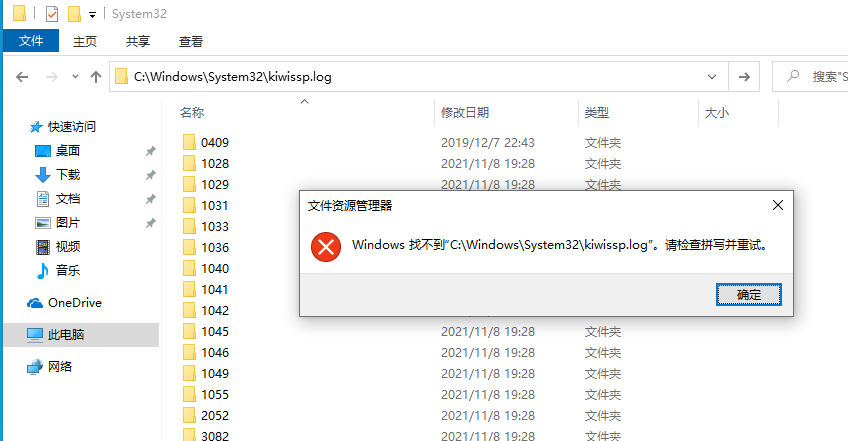 System32
文件 主页 共享 查看
C:\Windows\System32\kiwissp.log 搜索"S
名称 修改日期 类型 大小
快速访问
桌面
下载
文档
图片
视频
音乐
OneDrive
此电脑
网络
0409 2019/12/7 22:43 文件夹
1028 2021/11/8 19:28 文件夹
1029 2021/11/8 19:28 文件夹
1031
1033
1036
1040
1041
1042
1045 2021/11/8 19:28 文件夹
1046 2021/11/8 19:28 文件夹
1049 2021/11/8 19:28 文件夹
1055 2021/11/8 19:28 文件夹
2052 2021/11/8 19:28 文件夹
3082 2021/11/8 19:28 文件夹
文件资源管理器
Windows 找不到"C:\Windows\System32\kiwissp.log"。请检查拼写并重试。
确定